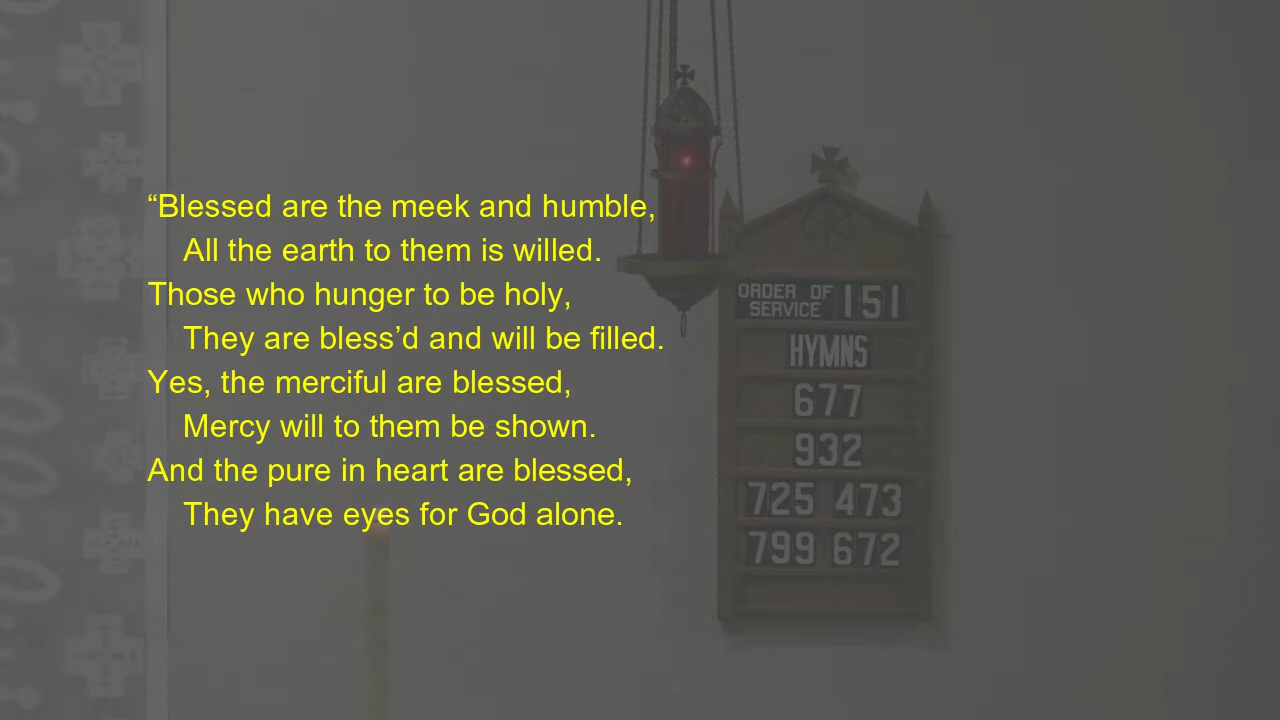 “Blessed are the meek and humble,
All the earth to them is willed.
Those who hunger to be holy,
They are bless’d and will be filled.
Yes, the merciful are blessed,
Mercy will to them be shown.
And the pure in heart are blessed,
They have eyes for God alone.
ORDER OF
SERVICE 151
HYMNS
677
932
725 473
799 672